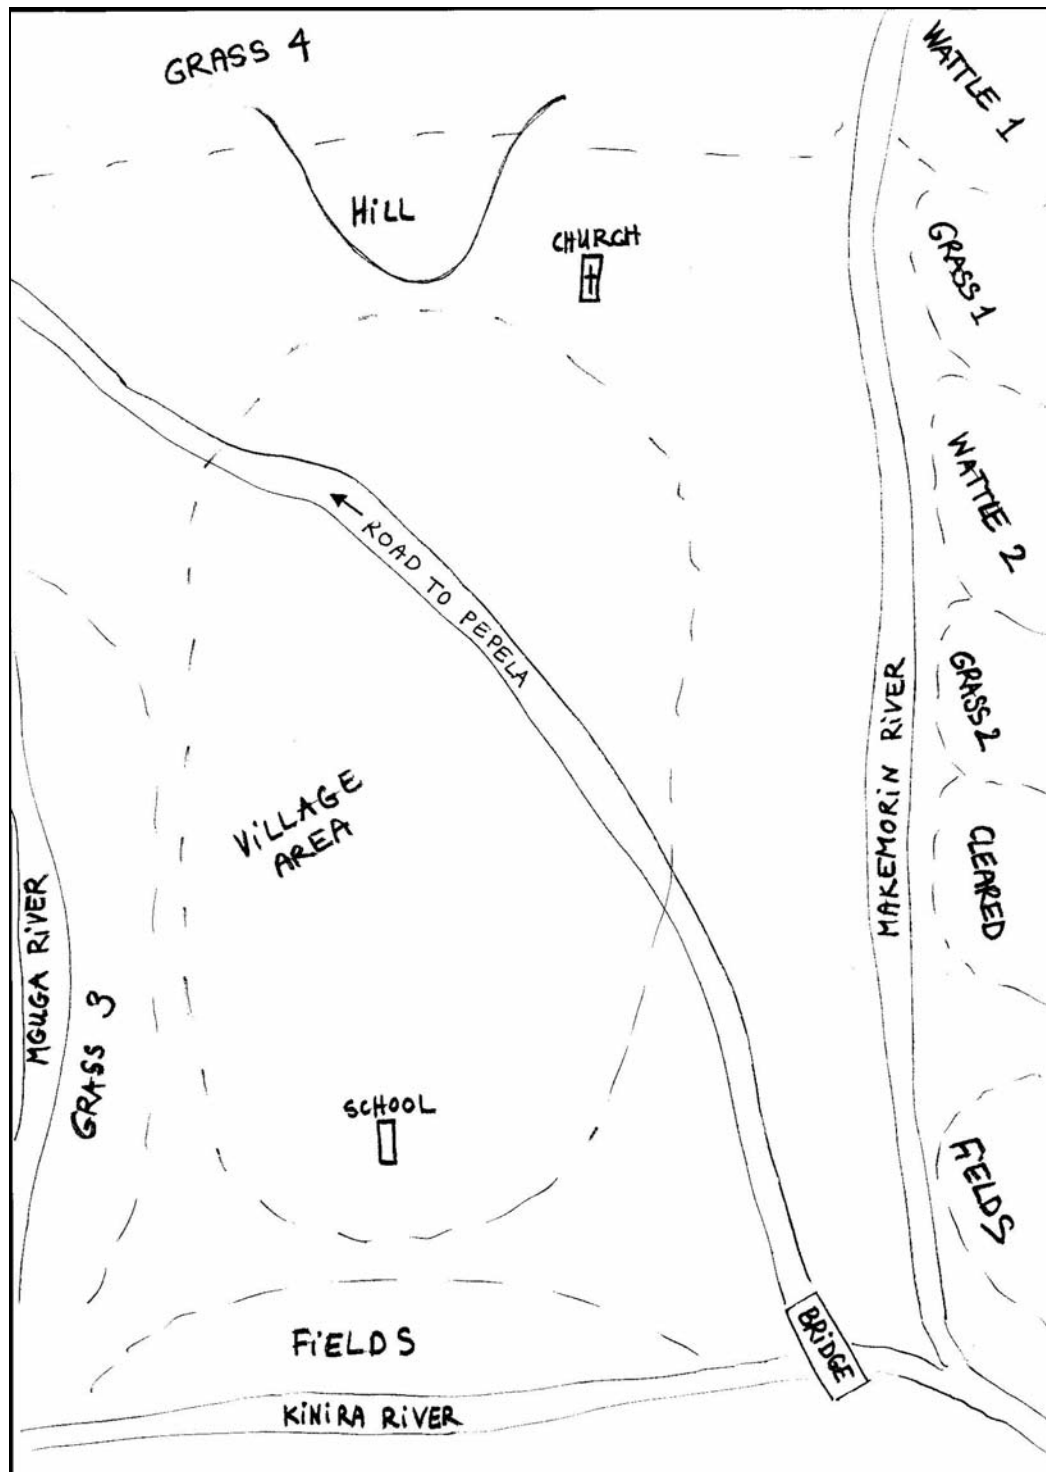 GRASS 4
WATTLE 1
HiLL
CHURCH
GRASS 1
WATTLE 2
ROAD TO PEPELA
GRASS 2
MAKEMORIN RiVER
ViLLAGE
AREA
CLEARED
MGUGA RiVER
GRASS 3
SCHOOL
FiELDS
FiELDS
BRiDGE
KiNiRA RiVER